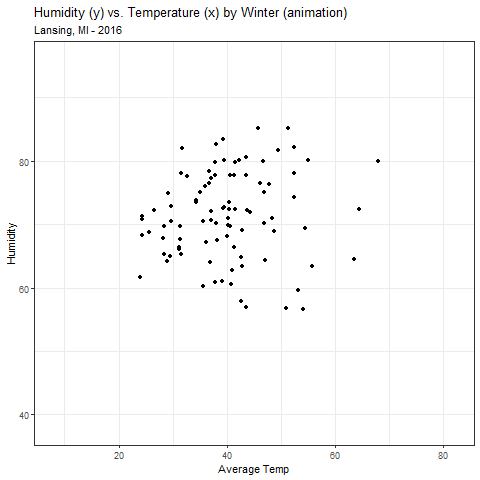 Humidity (y) vs. Temperature (x) by Winter (animation)
Lansing, MI - 2016
80
60
40
Humidity
20
40
60
80
Average Temp